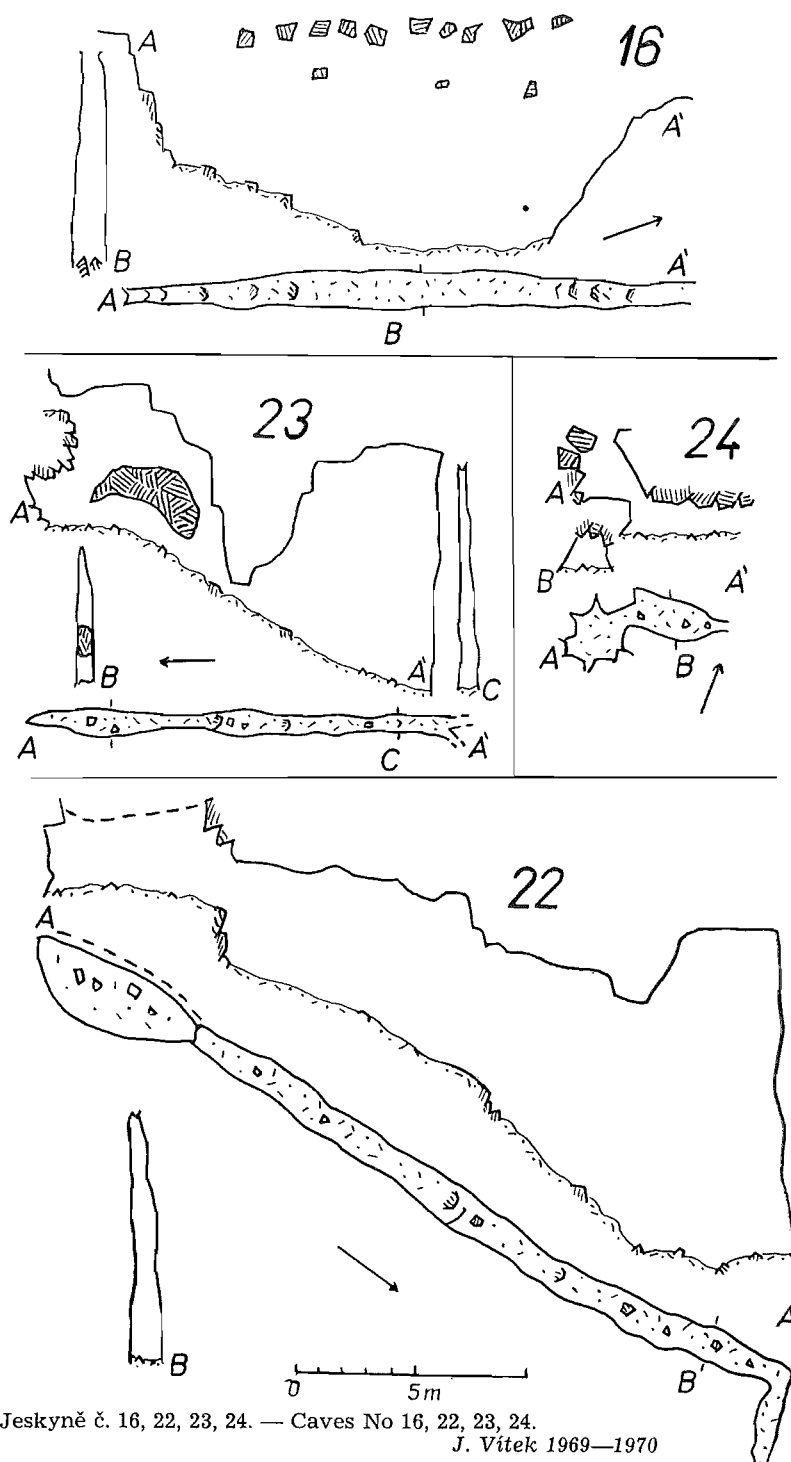 16
A
A'
B
A
A'
B
23
A
A'
B
C
A
C
A'
24
A
B
A'
A
B
22
A
B
A
B
0
5m
Jeskyně č. 16, 22, 23, 24. — Caves No 16, 22, 23, 24.
J. Vítek 1969—1970